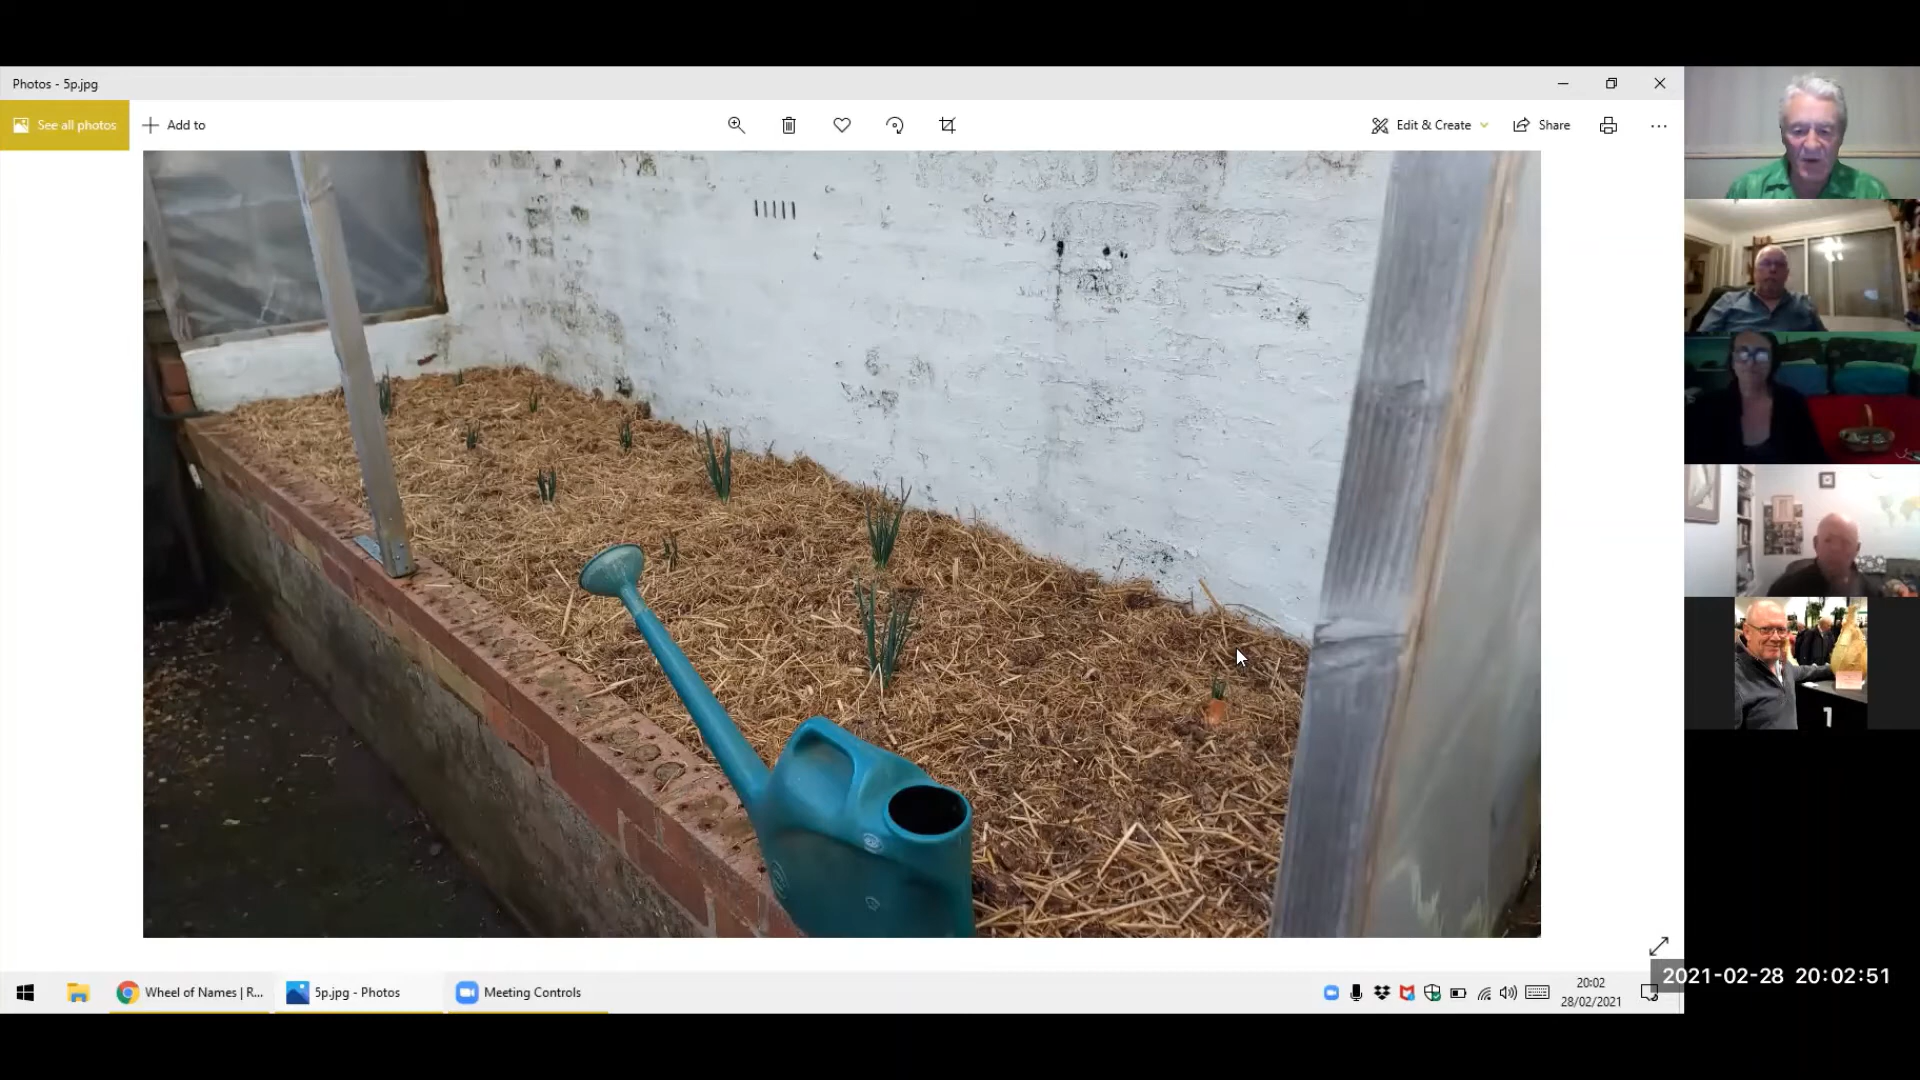 Photos - 5p.jpg
See all photos
Add to
Edit & Create
Share
1
Wheel of Names | R...
5p.jpg - Photos
Meeting Controls
20:02
28/02/2021
2021-02-28 20:02:51